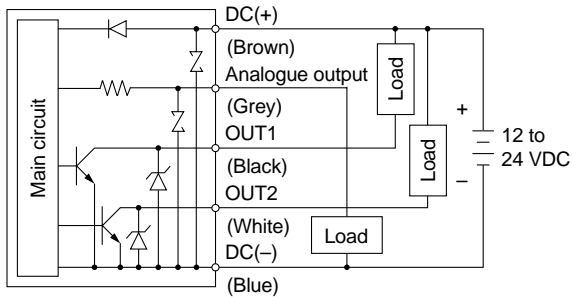 DC(+)
(Brown)
Analogue output
(Grey)
OUT1
(Black)
OUT2
(White)
DC(–)
(Blue)
Main circuit
Load
Load
Load
+
–
12 to
24 VDC